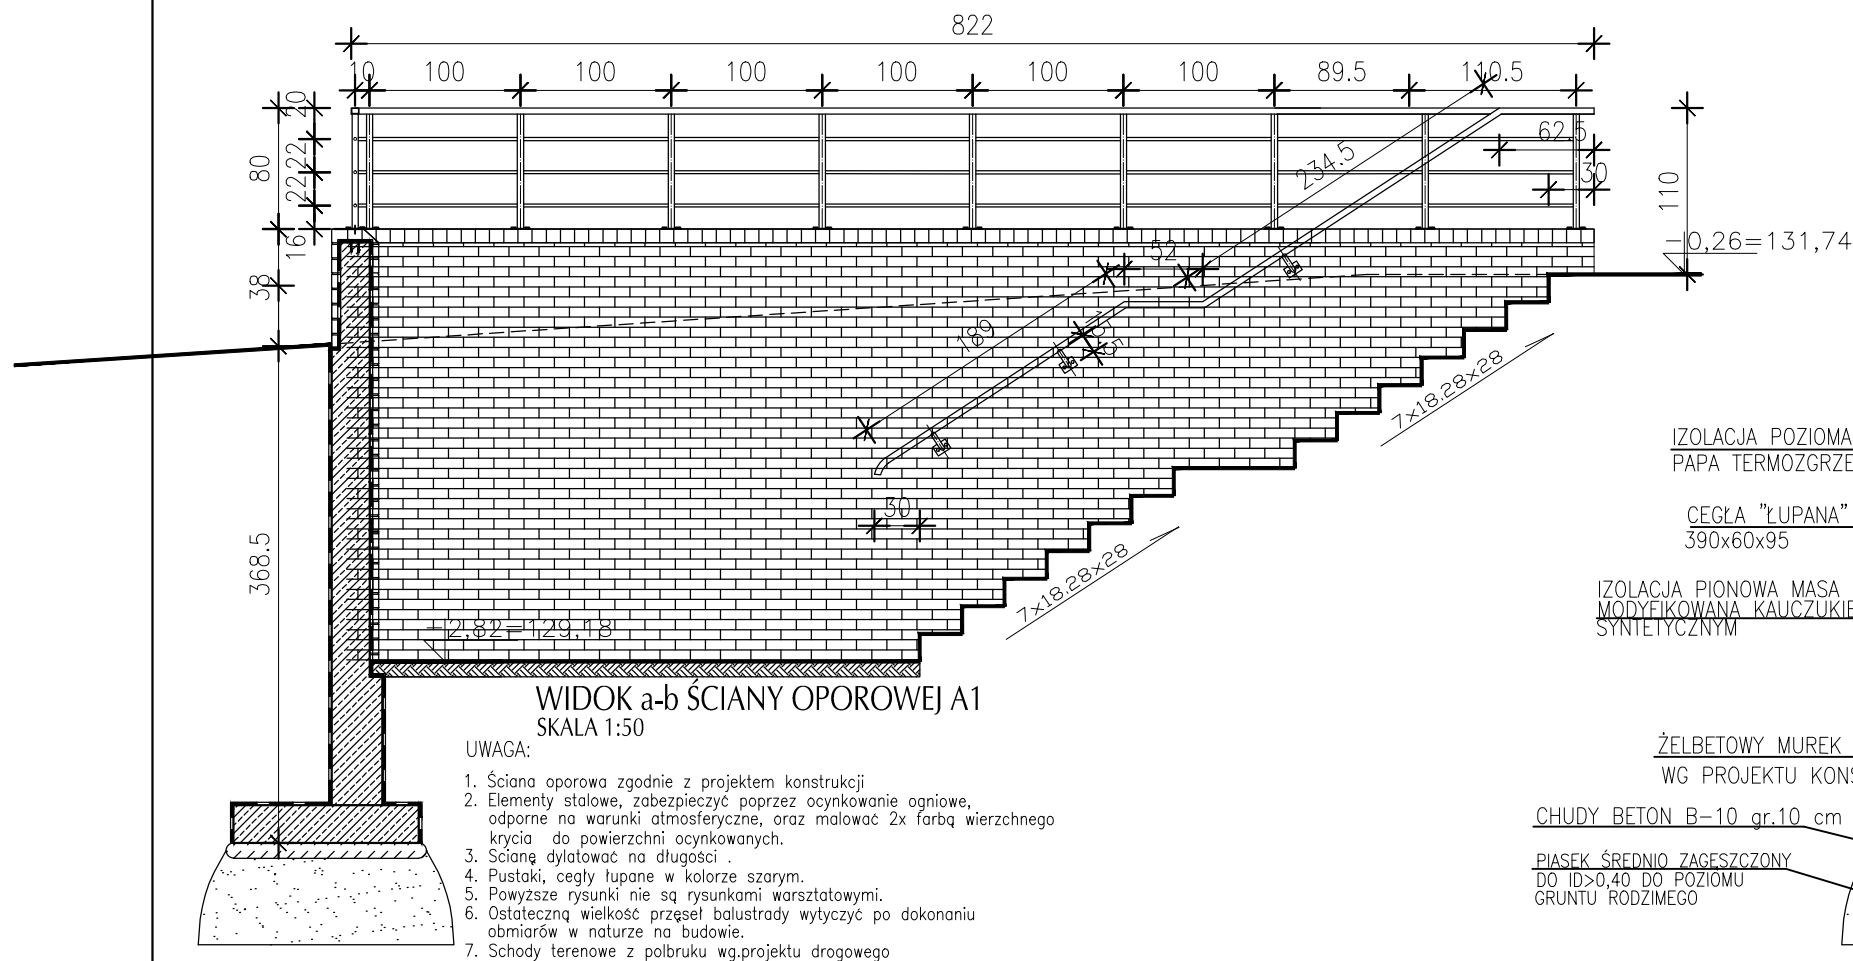 822
10 100 100 100 100 100 100 89.5 110.5
20
22
22
80
16
38
368.5
234.5
62.5
30
110
-0,26=131,74
52
189
5
5
30
7x18.28x28
7x18.28x28
-2,82=129,18
WIDOK a-b ŚCIANY OPOROWEJ A1
SKALA 1:50
UWAGA:
1. Ściana oporowa zgodnie z projektem konstrukcji
2. Elementy stalowe, zabezpieczyć poprzez ocynkowanie ogniowe,
odporne na warunki atmosferyczne, oraz malować 2x farbą wierzchnego
krycia do powierzchni ocynkowanych.
3. Ścianę dylatować na długości .
4. Pustaki, cegły łupane w kolorze szarym.
5. Powyższe rysunki nie są rysunkami warsztatowymi.
6. Ostateczną wielkość przęseł balustrady wytyczyć po dokonaniu
obmiarów w naturze na budowie.
7. Schody terenowe z polbruku wg.projektu drogowego
IZOLACJA POZIOMA
PAPA TERMOZGRZE
CEGŁA "ŁUPANA"
390x60x95
IZOLACJA PIONOWA MASA
MODYFIKOWANA KAUCZUKIE
SYNTETYCZNYM
ŻELBETOWY MUREK
WG PROJEKTU KONS
CHUDY BETON B-10 gr.10 cm
PIASEK ŚREDNIO ZAGĘSZCZONY
DO ID>0,40 DO POZIOMU
GRUNTU RODZIMEGO